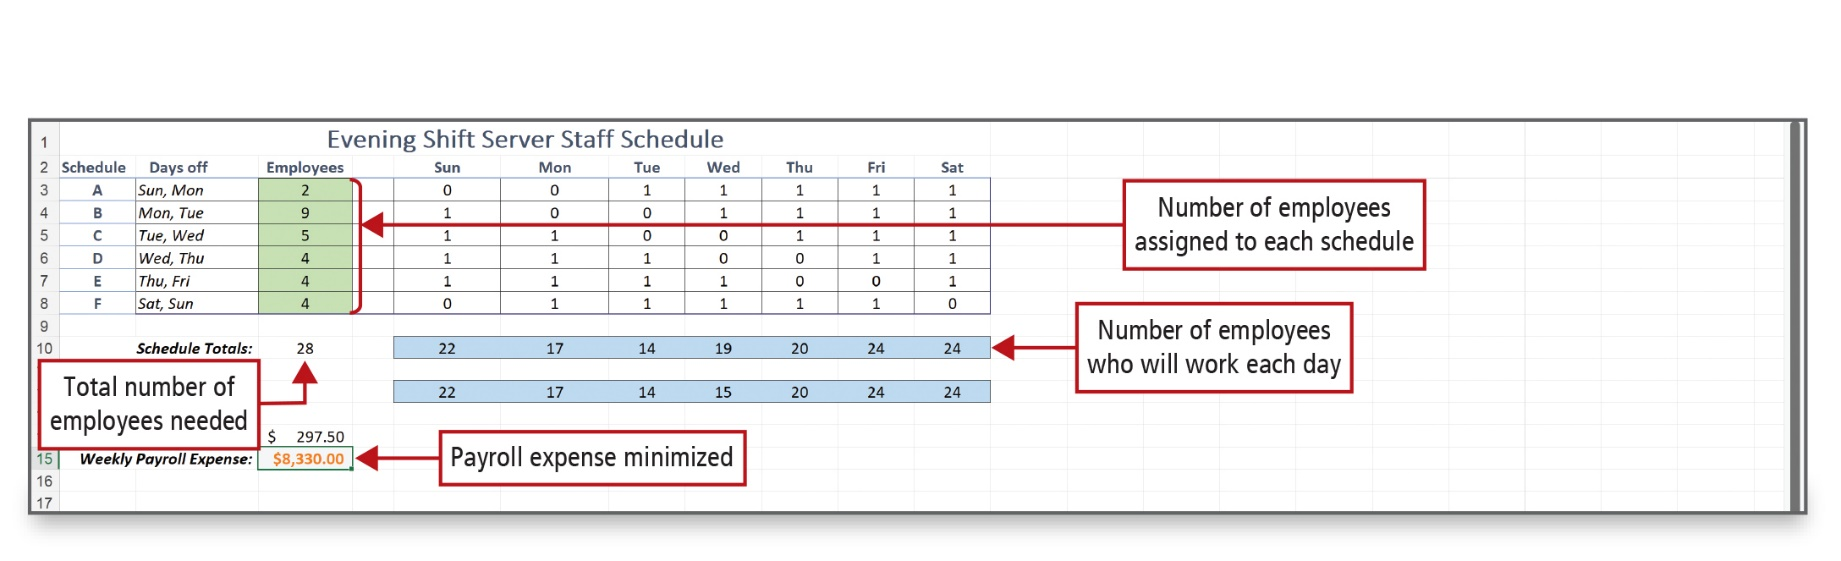 1 Evening Shift Server Staff Schedule
2 Schedule Days off Employees Sun Mon Tue Wed Thu Fri Sat
3 A Sun, Mon 2 0 0 1 1 1 1 1
4 B Mon, Tue 9 1 0 0 1 1 1 1
5 C Tue, Wed 5 1 1 0 0 1 1 1
6 D Wed, Thu 4 1 1 1 0 0 1 1
7 E Thu, Fri 4 1 1 1 1 0 0 1
8 F Sat, Sun 4 0 1 1 1 1 1 0
9
10 Schedule Totals: 28 22 17 14 19 20 24 24
22 17 14 15 20 24 24
$ 297.50
15 Weekly Payroll Expense: $8,330.00
16
17
Number of employees
assigned to each schedule
Number of employees
who will work each day
Total number of
employees needed
Payroll expense minimized